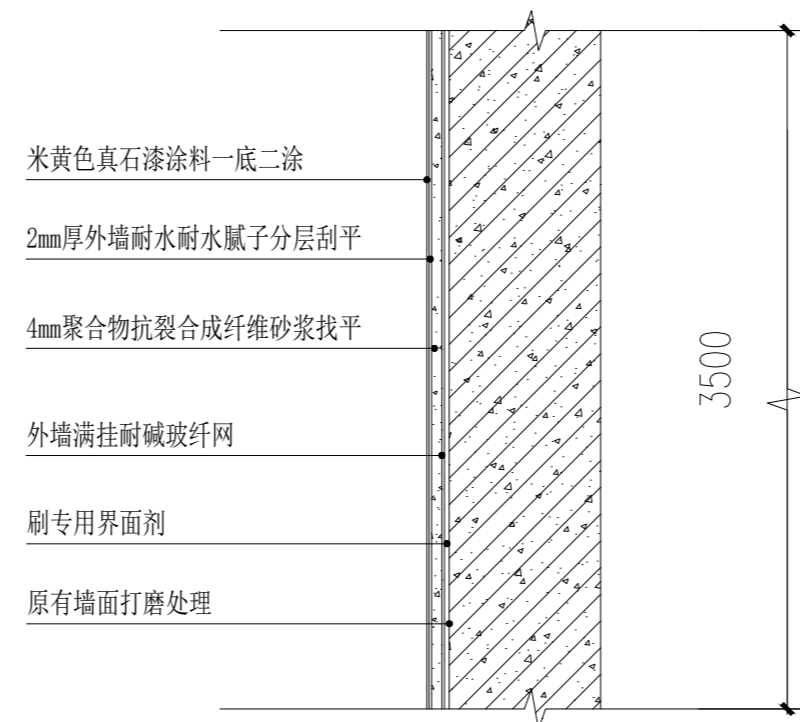 米黄色真石漆涂料一底二涂
2mm厚外墙耐水耐水腻子分层刮平
4mm聚合物抗裂合成纤维砂浆找平
外墙满挂耐碱玻纤网
刷专用界面剂
原有墙面打磨处理
3500